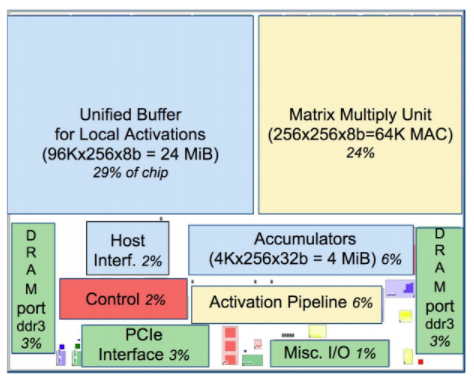 Unified Buffer
for Local Activations
(96Kx256x8b = 24 MiB)
29% of chip
Matrix Multiply Unit
(256x256x8b=64K MAC)
24%
D
R
A
M
port
ddr3
3%
Host
Interf. 2%
Accumulators
(4Kx256x32b = 4 MiB) 6%
D
R
A
M
port
ddr3
3%
Control 2%
Activation Pipeline 6%
PCIe
Interface 3%
Misc. I/O 1%